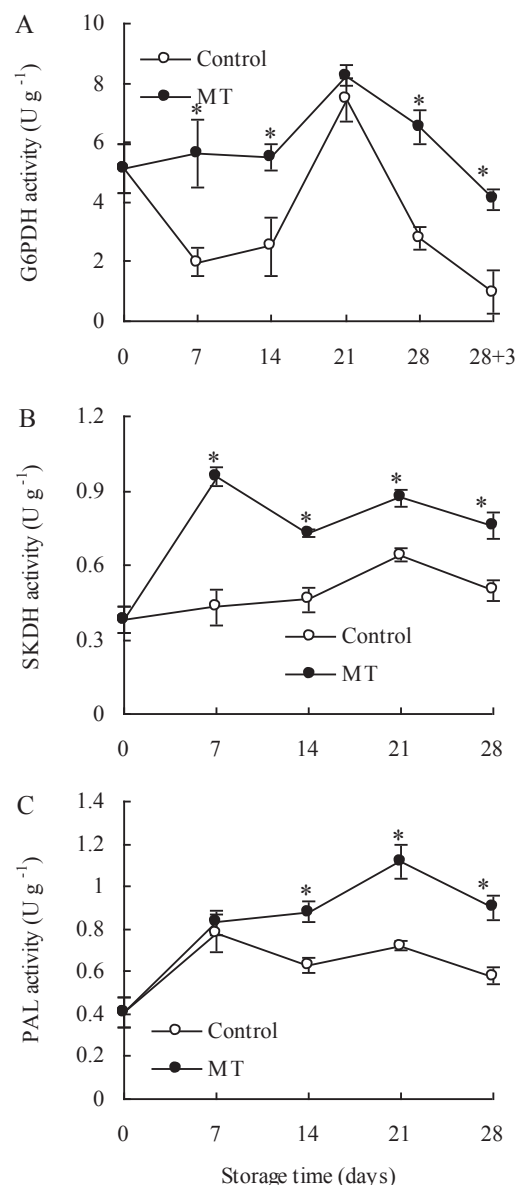 A
10
8
6
4
2
0
G6PDH activity (U g -1)
Control
MT
*
*
*
*
0 7 14 21 28 28+3
B
1.2
0.9
0.6
0.3
0
SKDH activity (U g -1)
*
*
*
*
Control
MT
0 7 14 21 28
C
1.4
1.2
1
0.8
0.6
0.4
0.2
0
PAL activity (U g -1)
*
*
*
Control
MT
0 7 14 21 28
Storage time (days)